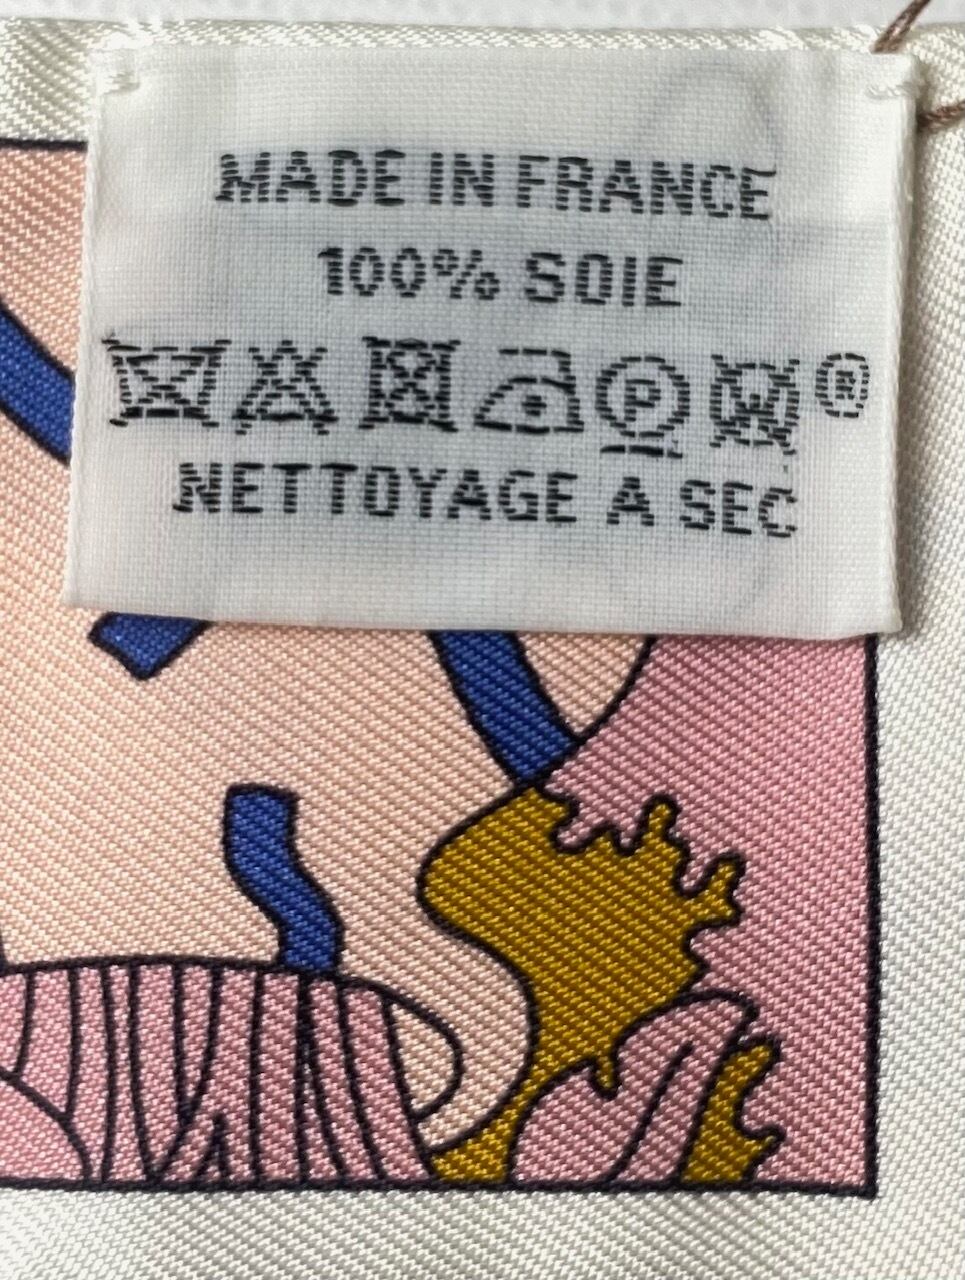 MADE IN FRANCE
100% SOIE
P ®
NETTOYAGE A SEC